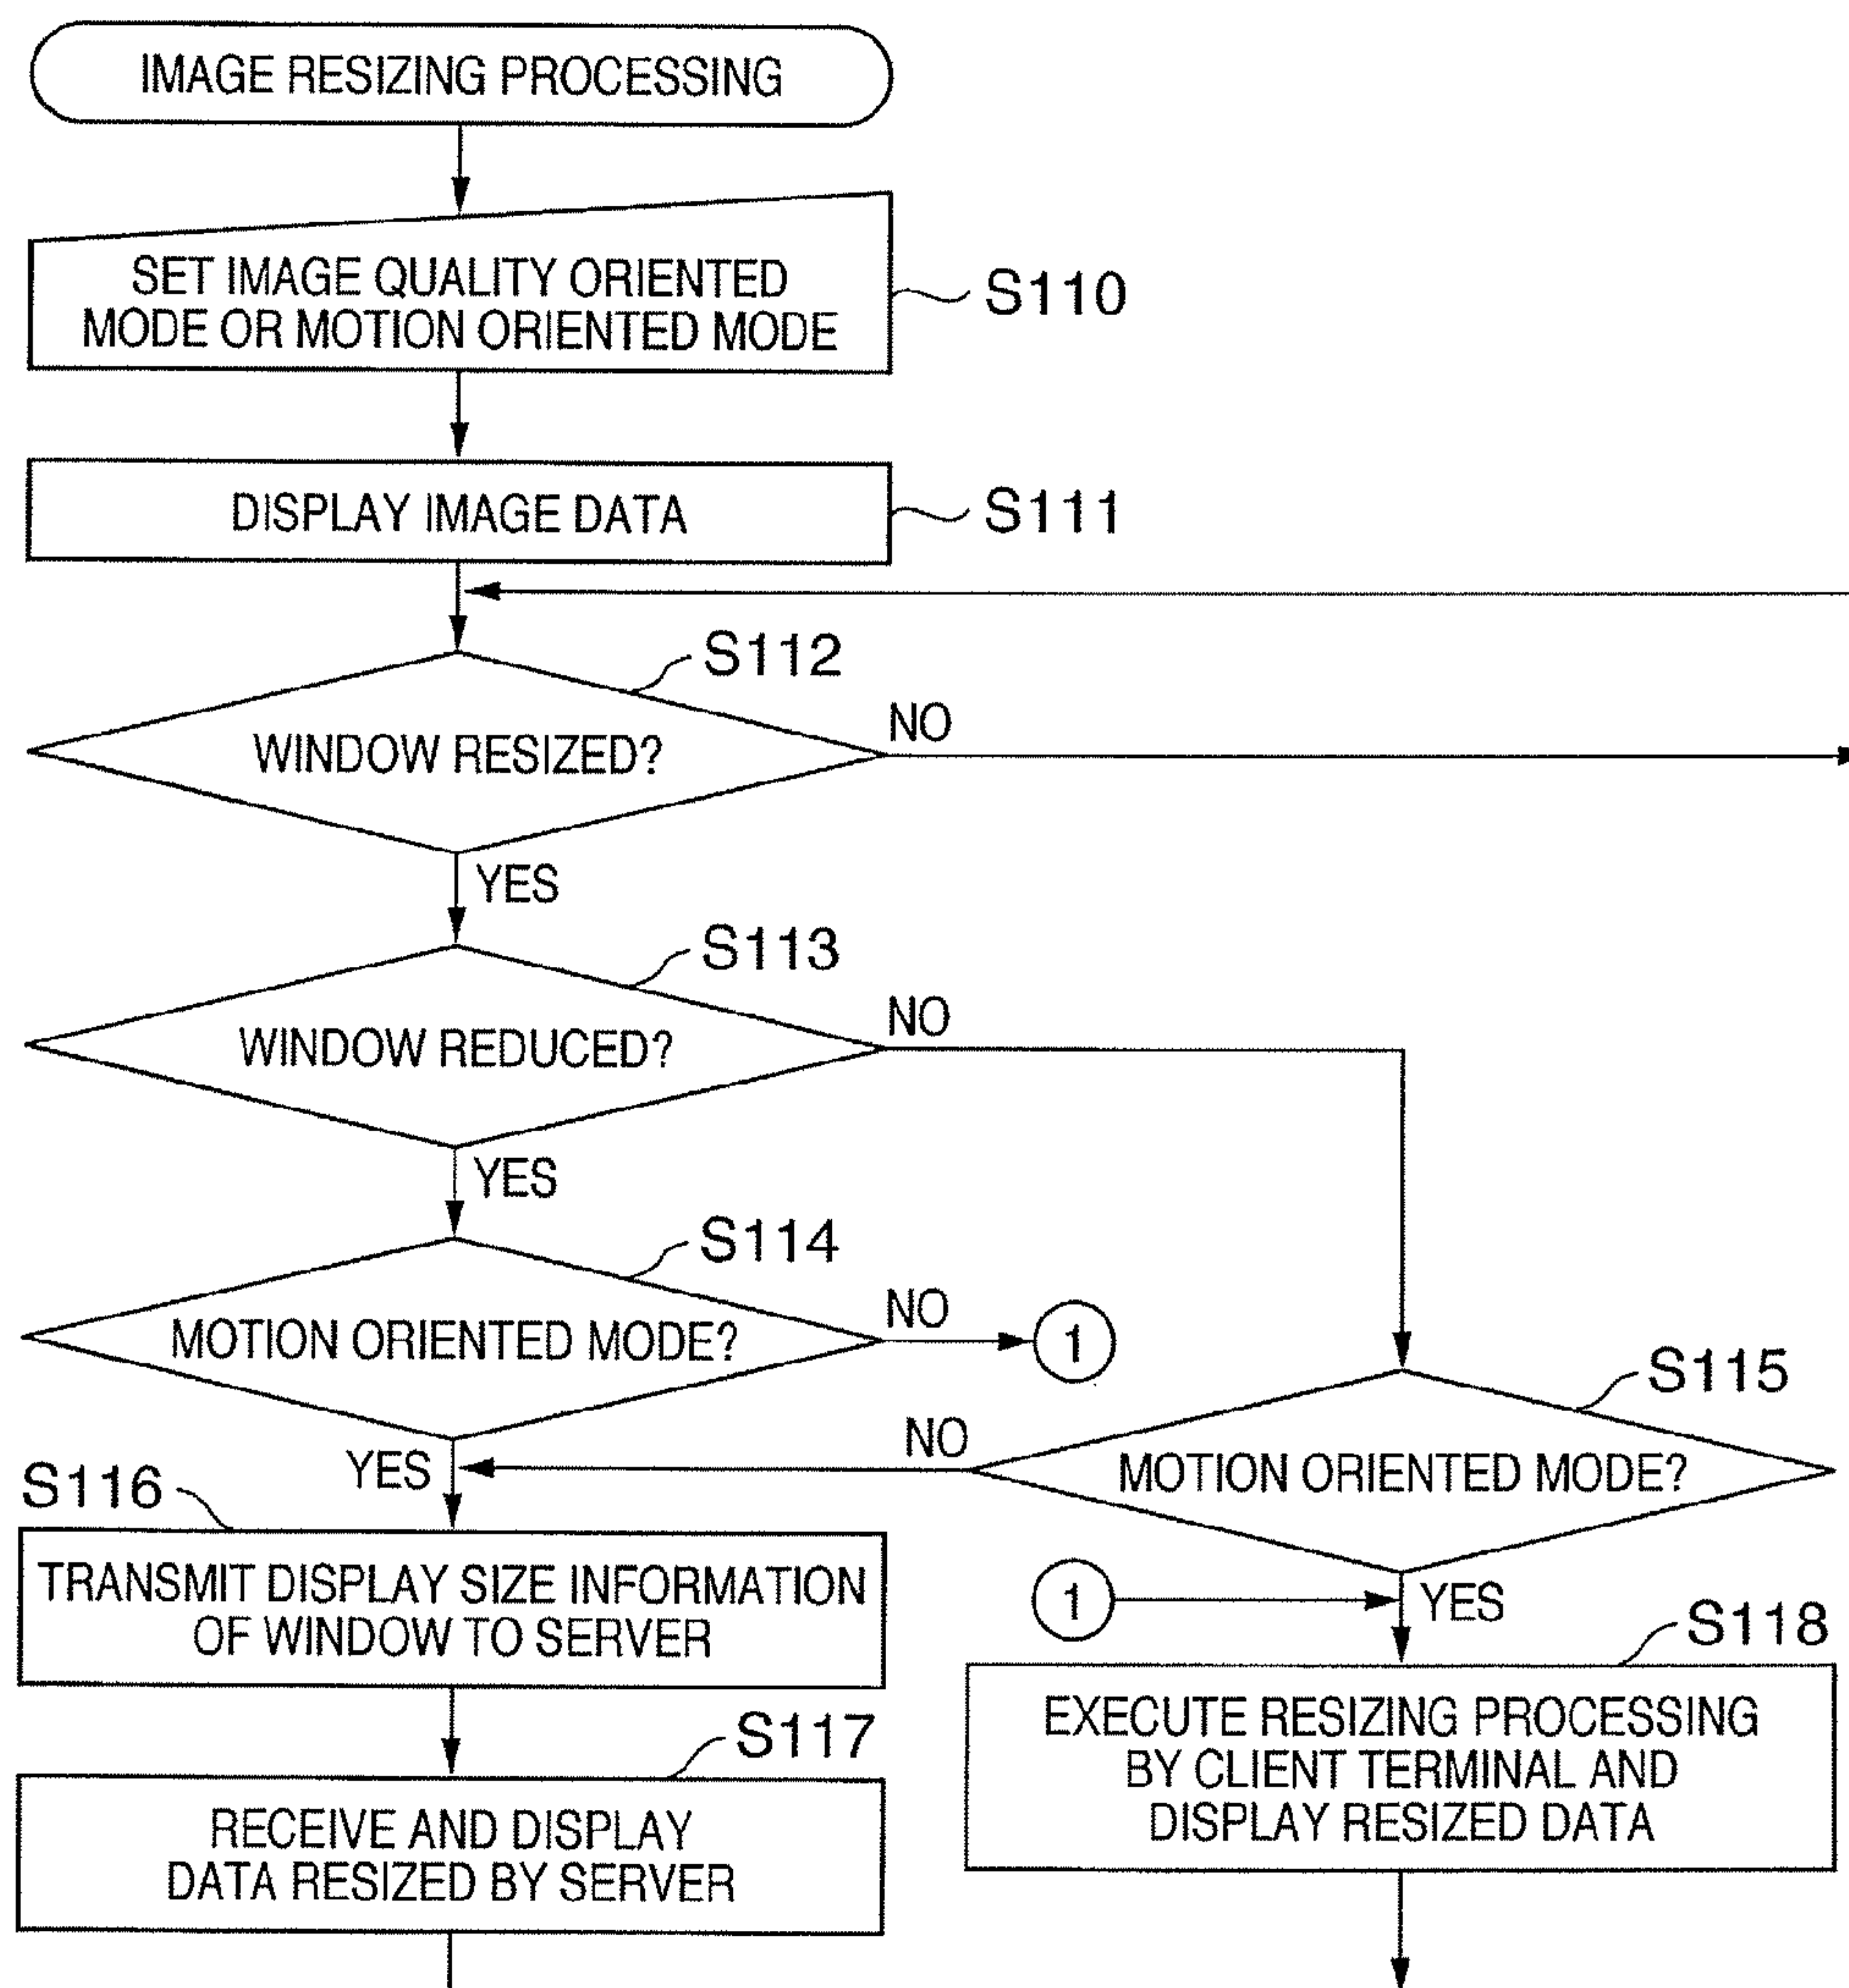 IMAGE RESIZING PROCESSING
SET IMAGE QUALITY ORIENTED
MODE OR MOTION ORIENTED MODE
S110
DISPLAY IMAGE DATA
S111
S112
WINDOW RESIZED?
NO
YES
S113
WINDOW REDUCED?
NO
YES
S114
MOTION ORIENTED MODE?
NO
1
S115
MOTION ORIENTED MODE?
NO
YES
S116
TRANSMIT DISPLAY SIZE INFORMATION
OF WINDOW TO SERVER
1
YES
S118
EXECUTE RESIZING PROCESSING
BY CLIENT TERMINAL AND
DISPLAY RESIZED DATA
S117
RECEIVE AND DISPLAY
DATA RESIZED BY SERVER